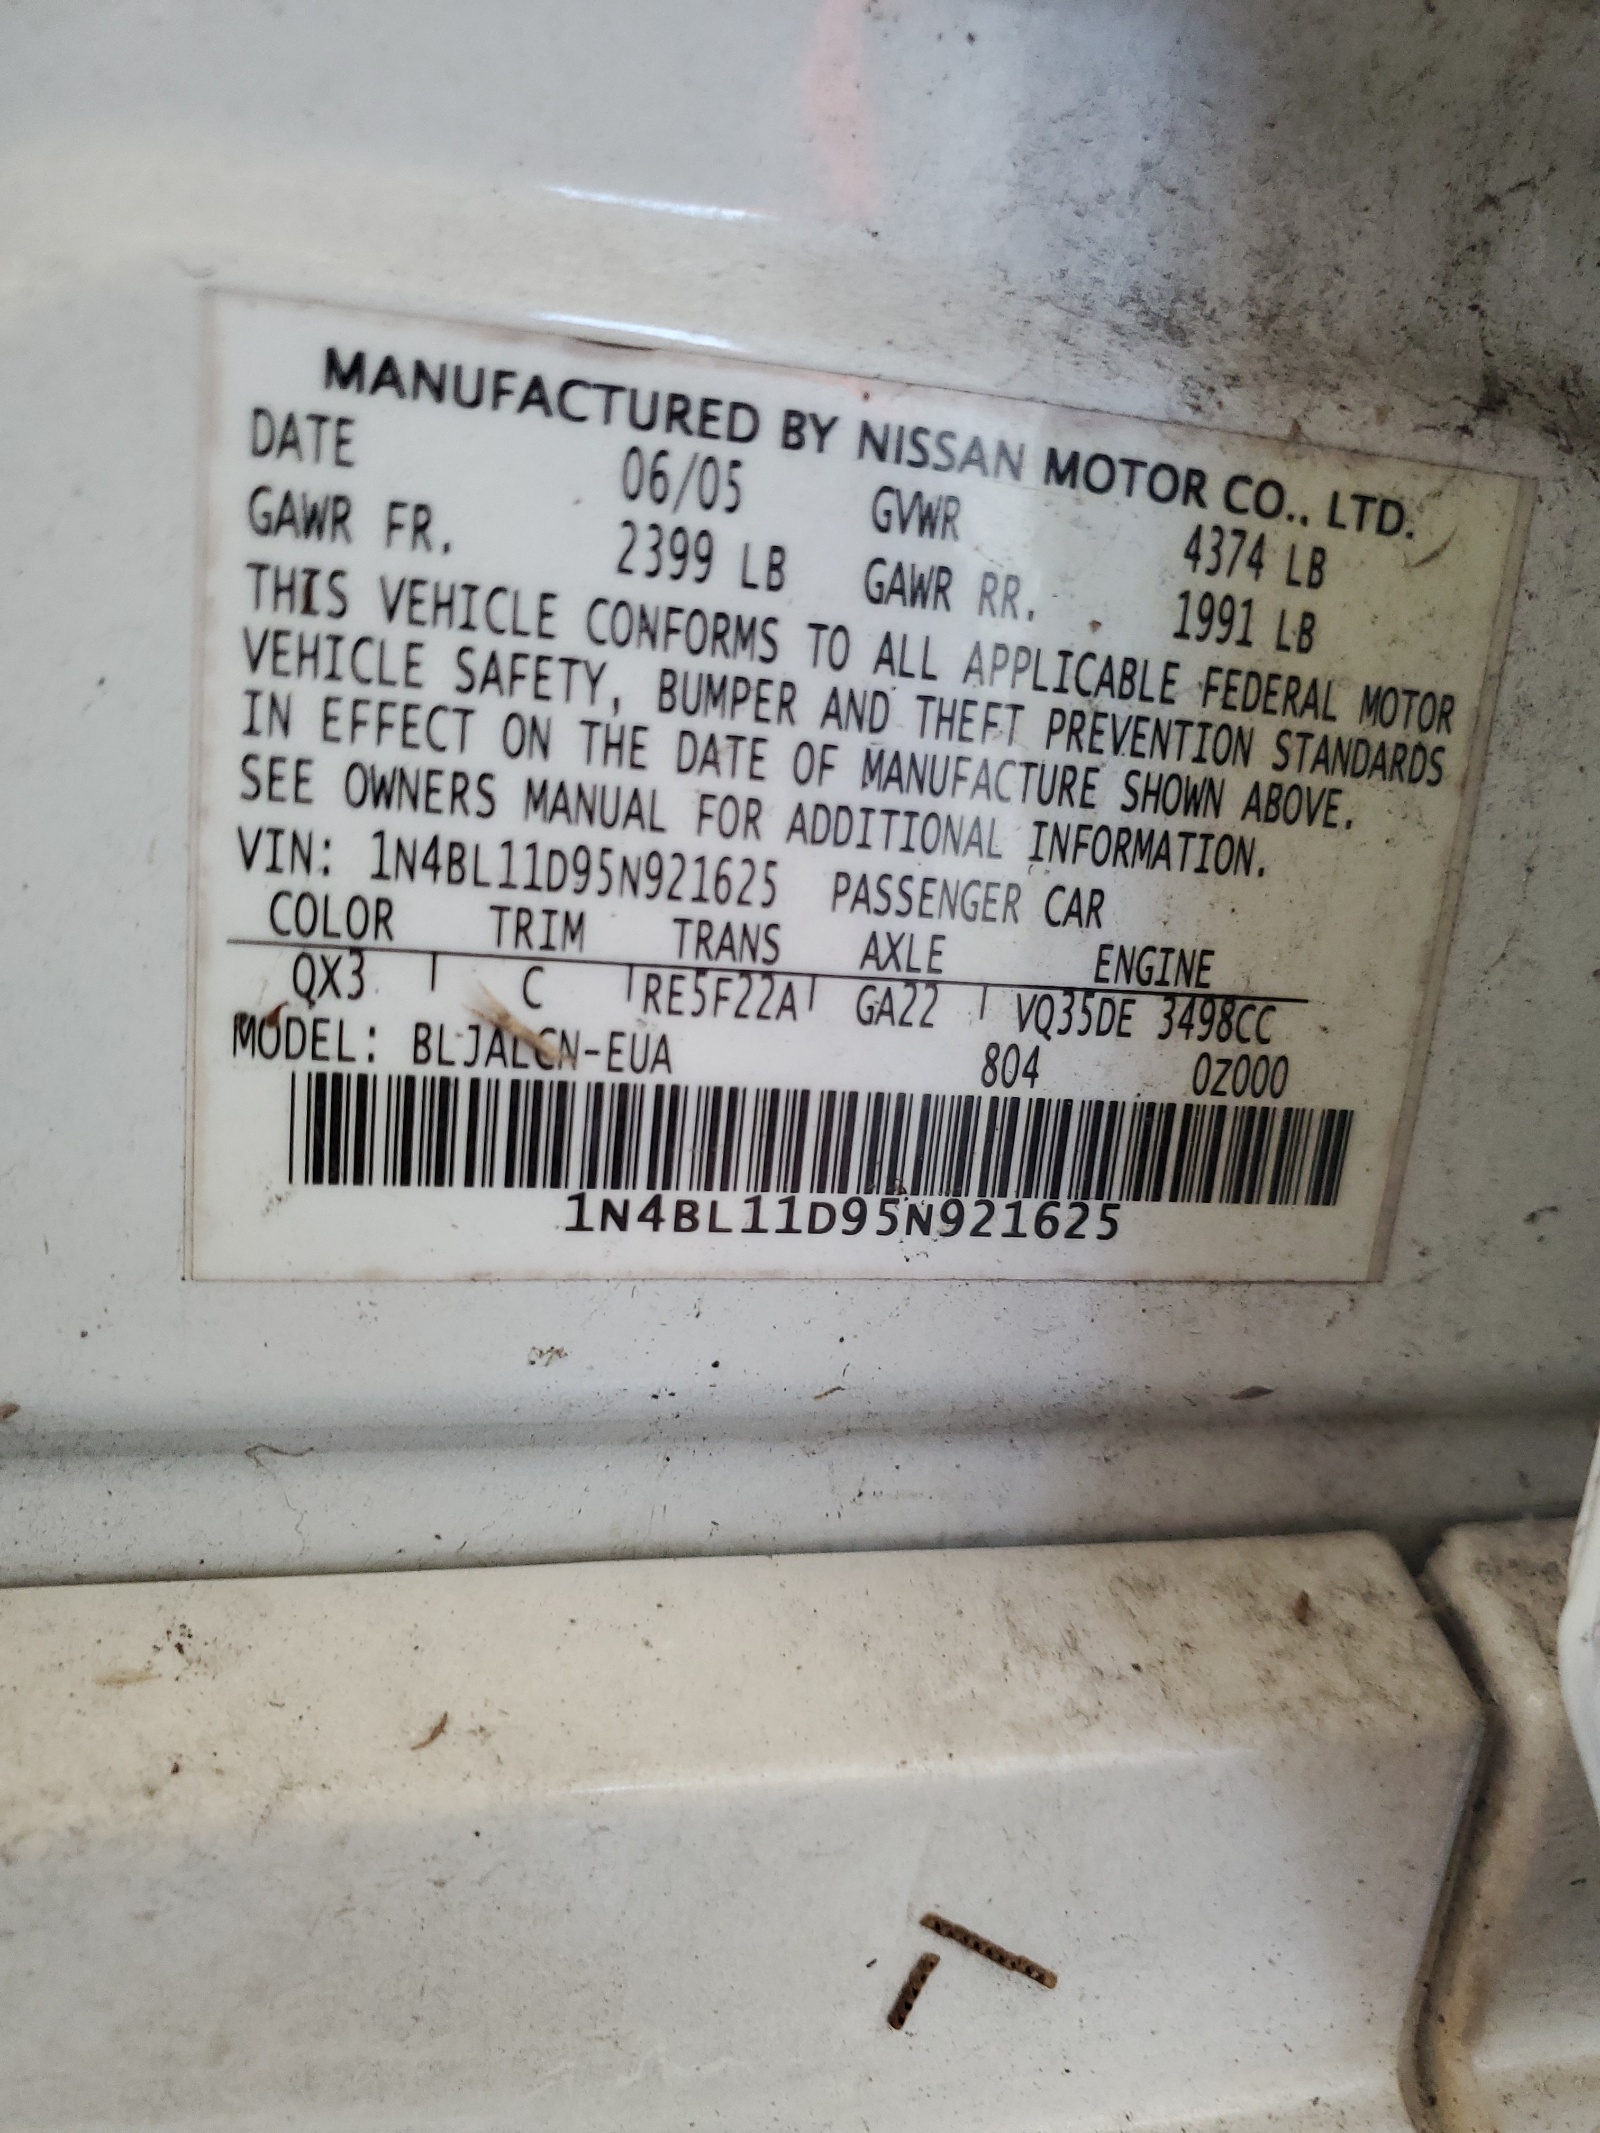 MANUFACTURED BY NISSAN MOTOR CO., LTD.
DATE 06/05 GVWR 4374 LB
GAWR FR. 2399 LB GAWR RR. 1991 LB
THIS VEHICLE CONFORMS TO ALL APPLICABLE FEDERAL MOTOR
VEHICLE SAFETY, BUMPER AND THEFT PREVENTION STANDARDS
IN EFFECT ON THE DATE OF MANUFACTURE SHOWN ABOVE.
SEE OWNERS MANUAL FOR ADDITIONAL INFORMATION.
VIN: 1N4BL11D95N921625 PASSENGER CAR
COLOR TRIM TRANS AXLE ENGINE
QX3 C RE5F22A GA22 VQ35DE 3498CC
MODEL: BLJALCN-EUA 804 0Z000
1N4BL11D95N921625